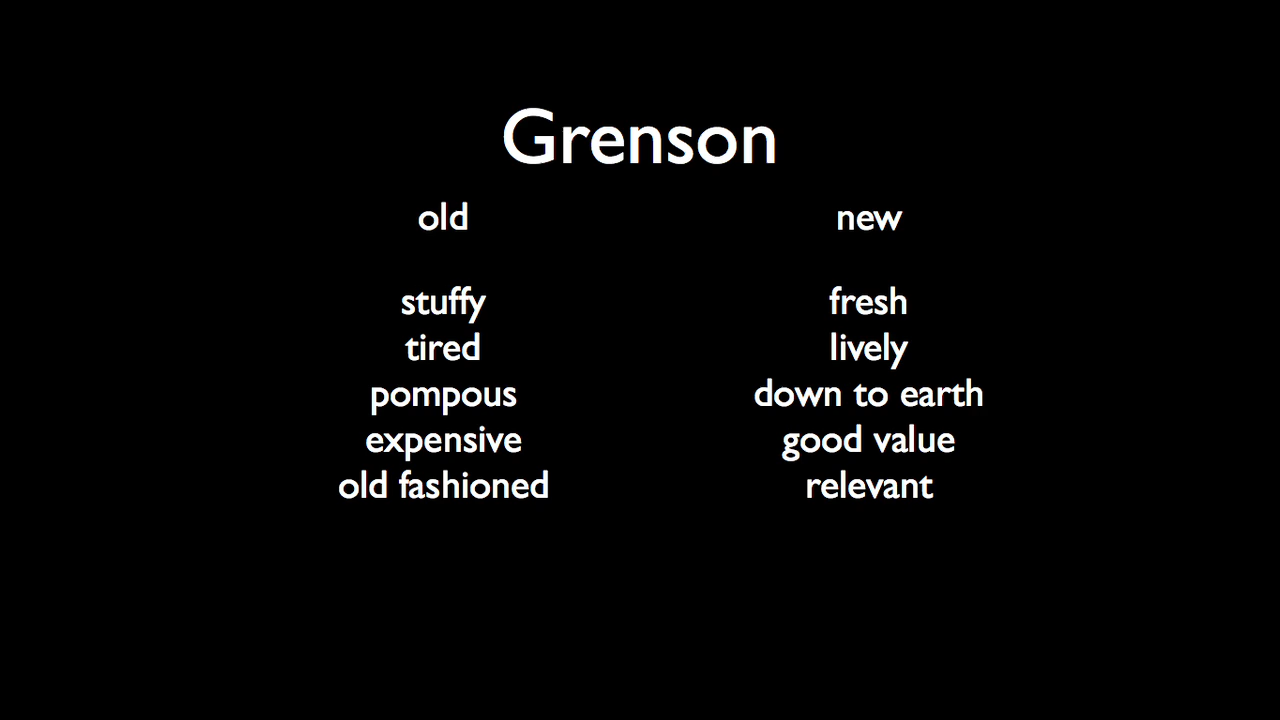 Grenson
old new
stuffy fresh
tired lively
pompous down to earth
expensive good value
old fashioned relevant